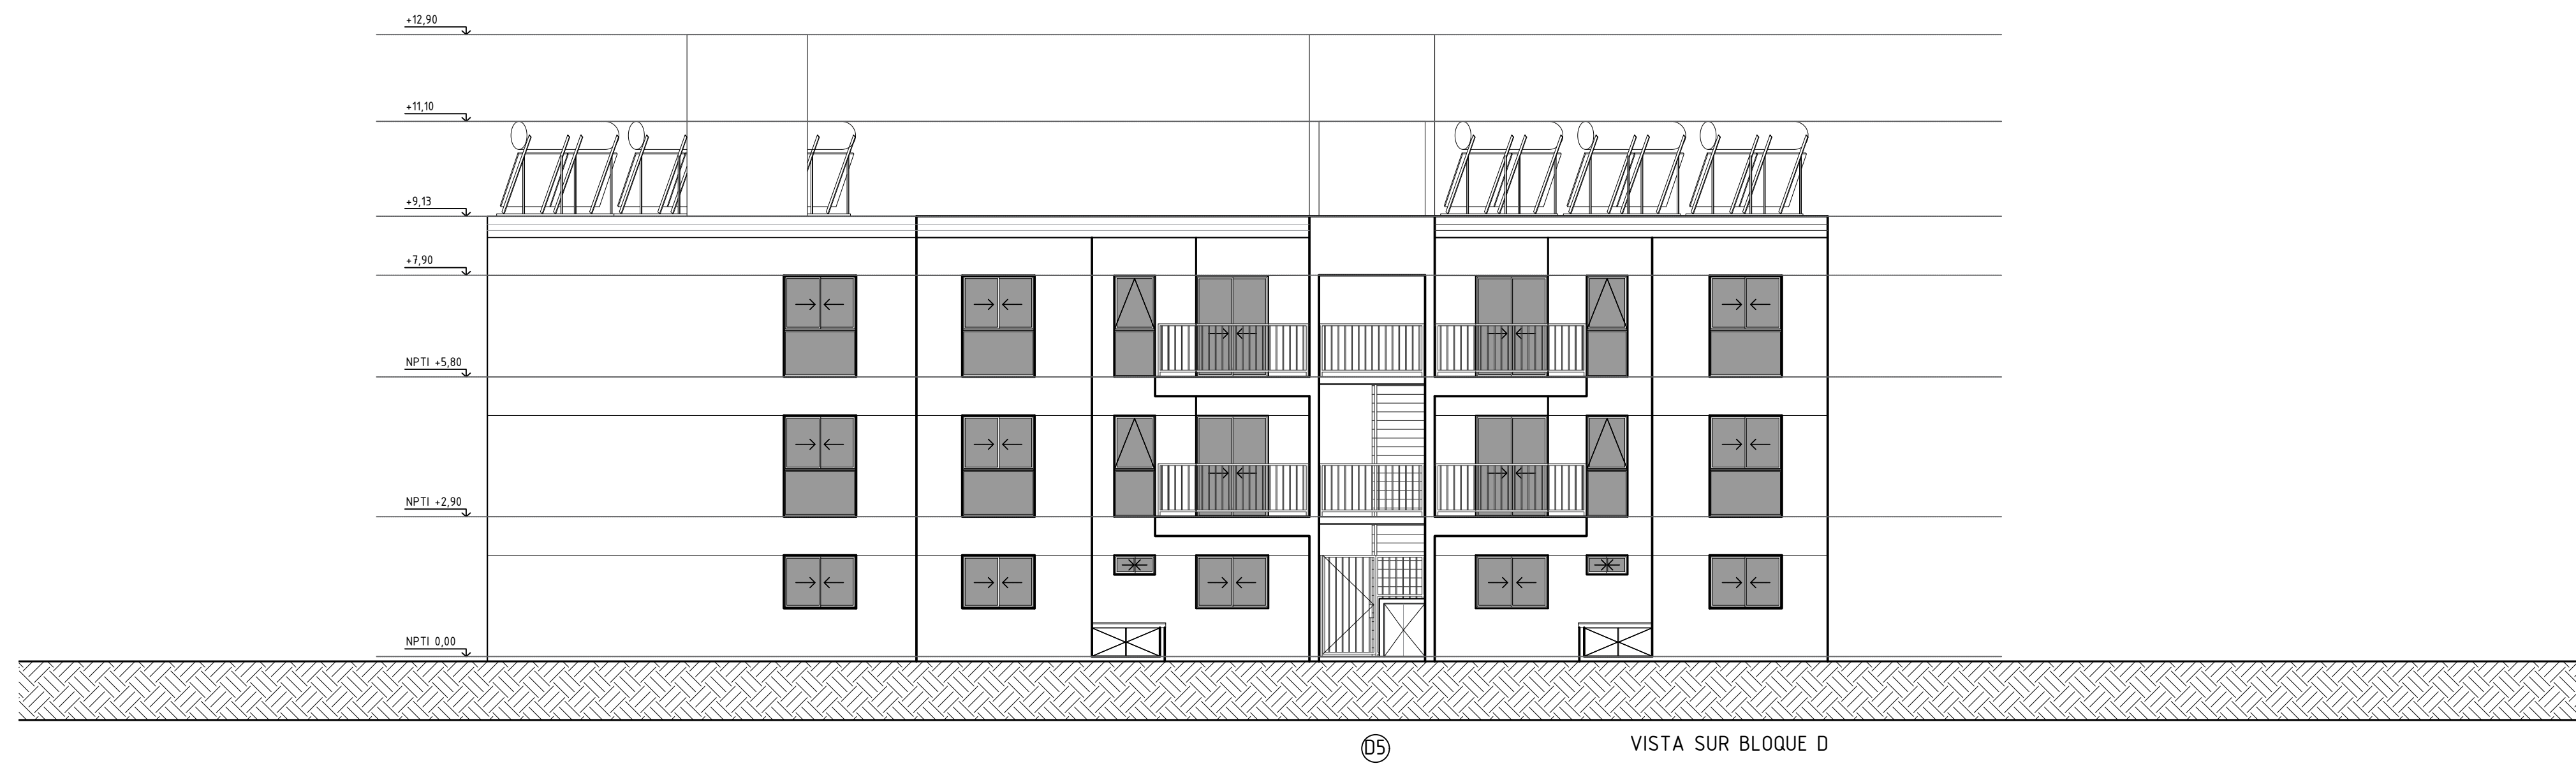 +12,90
+11,10
+9,13
+7,90
NPTI +5,80
NPTI +2,90
NPTI 0,00
D5
VISTA SUR BLOQUE D